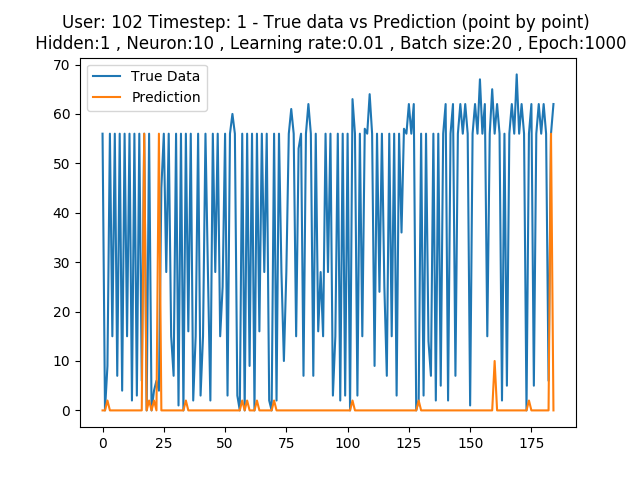 User: 102 Timestep: 1 - True data vs Prediction (point by point)
Hidden:1 , Neuron:10 , Learning rate:0.01 , Batch size:20 , Epoch:1000
True Data
Prediction
70
60
50
40
30
20
10
0
0 25 50 75 100 125 150 175